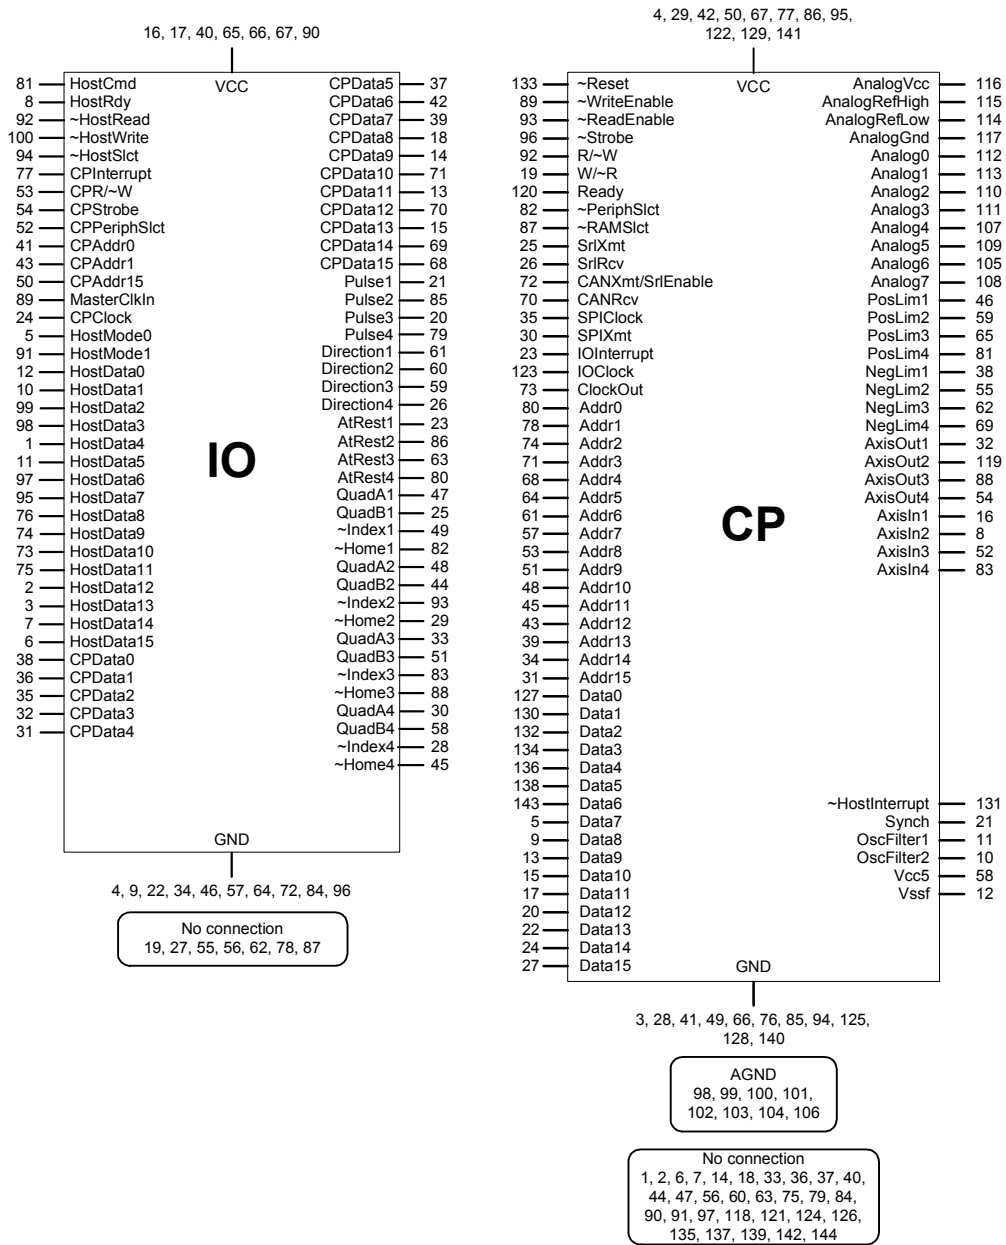 16, 17, 40, 65, 66, 67, 90
VCC
81 HostCmd
8 HostRdy
92 ~HostRead
100 ~HostWrite
94 ~HostSlct
77 CPInterrupt
53 CPR/~W
54 CPStrobe
52 CPPeriphSlct
41 CPAddr0
43 CPAddr1
50 CPAddr15
89 MasterClkIn
24 CPClock
5 HostMode0
91 HostMode1
12 HostData0
10 HostData1
99 HostData2
98 HostData3
1 HostData4
11 HostData5
97 HostData6
95 HostData7
76 HostData8
74 HostData9
73 HostData10
75 HostData11
2 HostData12
3 HostData13
7 HostData14
6 HostData15
38 CPData0
36 CPData1
35 CPData2
32 CPData3
31 CPData4
IO
CPData5 37
CPData6 42
CPData7 39
CPData8 18
CPData9 14
CPData10 71
CPData11 13
CPData12 70
CPData13 15
CPData14 69
CPData15 68
Pulse1 21
Pulse2 85
Pulse3 20
Pulse4 79
Direction1 61
Direction2 60
Direction3 59
Direction4 26
AtRest1 23
AtRest2 86
AtRest3 63
AtRest4 80
QuadA1 47
QuadB1 25
~Index1 49
~Home1 82
QuadA2 48
QuadB2 44
~Index2 93
~Home2 29
QuadA3 33
QuadB3 51
~Index3 83
~Home3 88
QuadA4 30
QuadB4 58
~Index4 28
~Home4 45
GND
4, 9, 22, 34, 46, 57, 64, 72, 84, 96
No connection
19, 27, 55, 56, 62, 78, 87
4, 29, 42, 50, 67, 77, 86, 95,
122, 129, 141
VCC
133 ~Reset
89 ~WriteEnable
93 ~ReadEnable
96 ~Strobe
92 R/~W
19 W/~R
120 Ready
82 ~PeriphSlct
87 ~RAMSlct
25 SrlXmt
26 SrlRcv
72 CANXmt/SrlEnable
70 CANRcv
35 SPIClock
30 SPIXmt
23 IOInterrupt
123 IOClock
73 ClockOut
80 Addr0
78 Addr1
74 Addr2
71 Addr3
68 Addr4
64 Addr5
61 Addr6
57 Addr7
53 Addr8
51 Addr9
48 Addr10
45 Addr11
43 Addr12
39 Addr13
34 Addr14
31 Addr15
127 Data0
130 Data1
132 Data2
134 Data3
136 Data4
138 Data5
143 Data6
5 Data7
9 Data8
13 Data9
15 Data10
17 Data11
20 Data12
22 Data13
24 Data14
27 Data15
CP
AnalogVcc 116
AnalogRefHigh 115
AnalogRefLow 114
AnalogGnd 117
Analog0 112
Analog1 113
Analog2 110
Analog3 111
Analog4 107
Analog5 109
Analog6 105
Analog7 108
PosLim1 46
PosLim2 59
PosLim3 65
PosLim4 81
NegLim1 38
NegLim2 55
NegLim3 62
NegLim4 69
AxisOut1 32
AxisOut2 119
AxisOut3 88
AxisOut4 54
AxisIn1 16
AxisIn2 8
AxisIn3 52
AxisIn4 83
~HostInterrupt 131
Synch 21
OscFilter1 11
OscFilter2 10
Vcc5 58
Vssf 12
GND
3, 28, 41, 49, 66, 76, 85, 94, 125,
128, 140
AGND
98, 99, 100, 101,
102, 103, 104, 106
No connection
1, 2, 6, 7, 14, 18, 33, 36, 37, 40,
44, 47, 56, 60, 63, 75, 79, 84,
90, 91, 97, 118, 121, 124, 126,
135, 137, 139, 142, 144